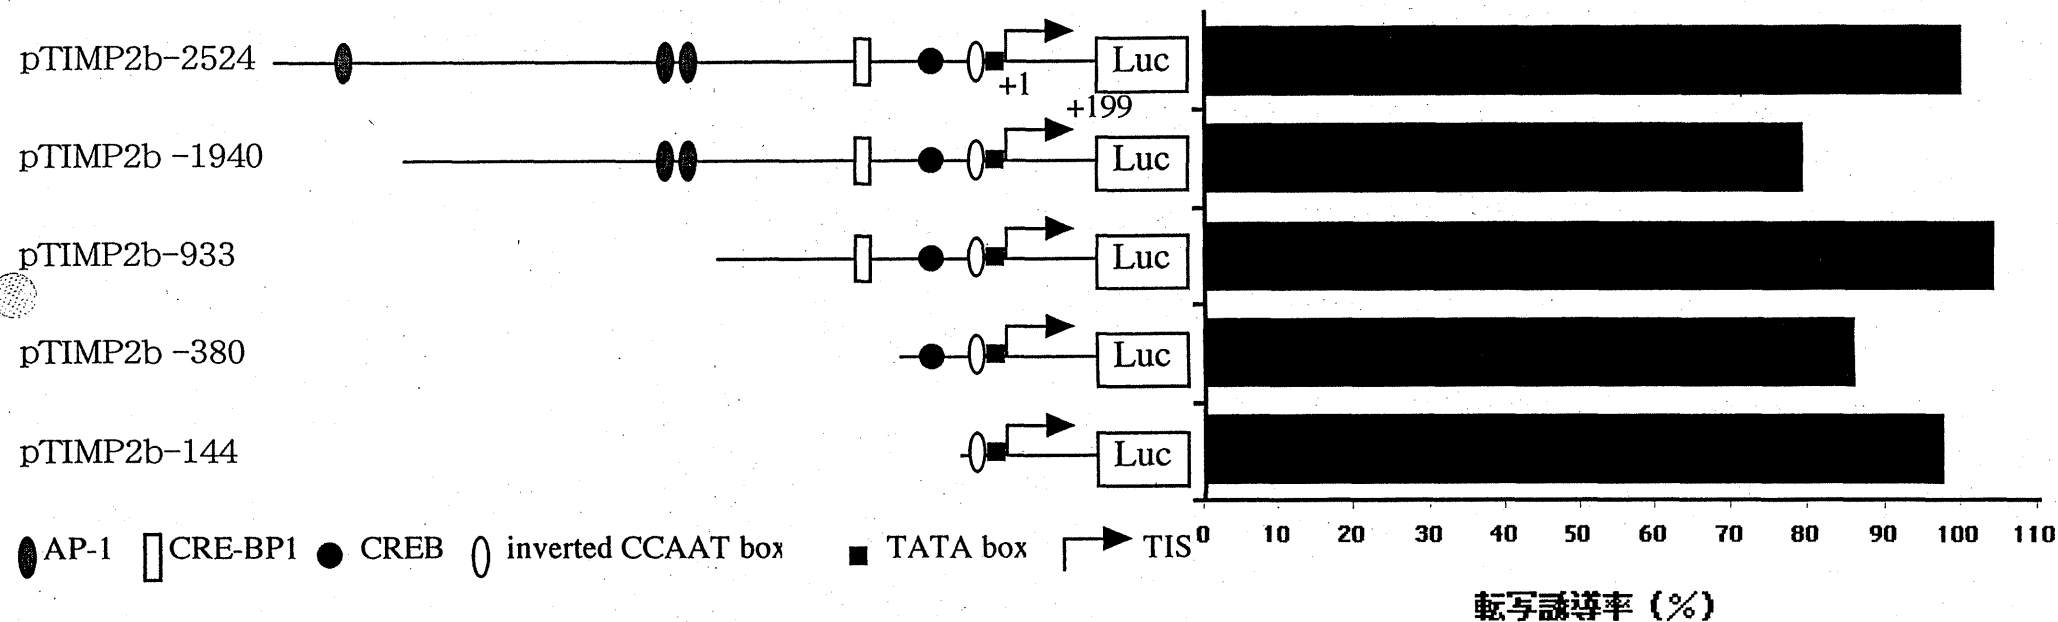 pTIMP2b-2524
Luc
+1
+199
pTIMP2b -1940
Luc
pTIMP2b-933
Luc
pTIMP2b -380
Luc
pTIMP2b-144
Luc
AP-1 CRE-BP1 CREB inverted CCAAT box TATA box TIS
0 10 20 30 40 50 60 70 80 90 100 110
転写誘導率 (%)